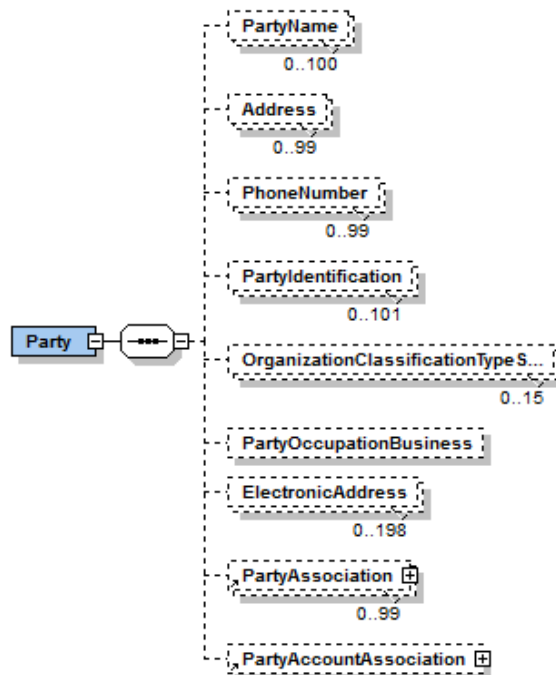 PartyName
0..100
Address
0..99
PhoneNumber
0..99
PartyIdentification
0..101
Party
OrganizationClassificationTypeS...
0..15
PartyOccupationBusiness
ElectronicAddress
0..198
PartyAssociation
0..99
PartyAccountAssociation